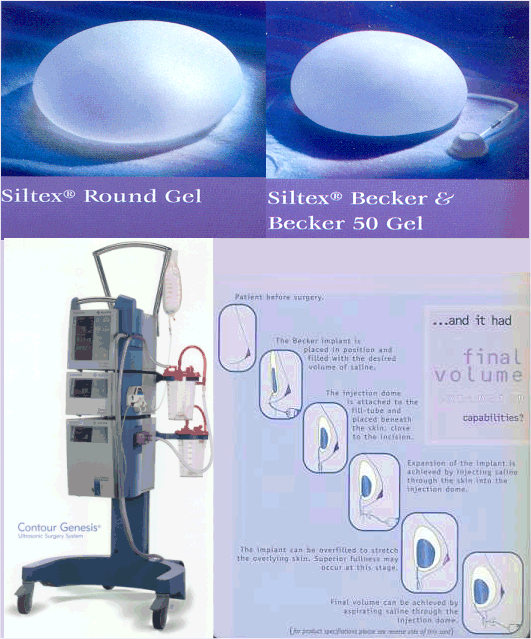 Siltex® Round Gel
Siltex® Becker &
Becker 50 Gel
Contour Genesis®
Ultrasonic Surgery System
Patient before surgery.
The Becker implant is
placed in position and
filled with the desired
volume of saline.
The injection dome
is attached to the
fill-tube and
placed beneath
the skin, close
to the incision.
Expansion of the implant is
achieved by injecting saline
through the skin into the
injection dome.
The implant can be overfilled to stretch
the overlying skin. Superior fullness may
occur at this stage.
Final volume can be achieved by
aspirating saline through the
injection dome.
(for product specifications please see reverse side of this card)
...and it had
final
volume
capabilities?